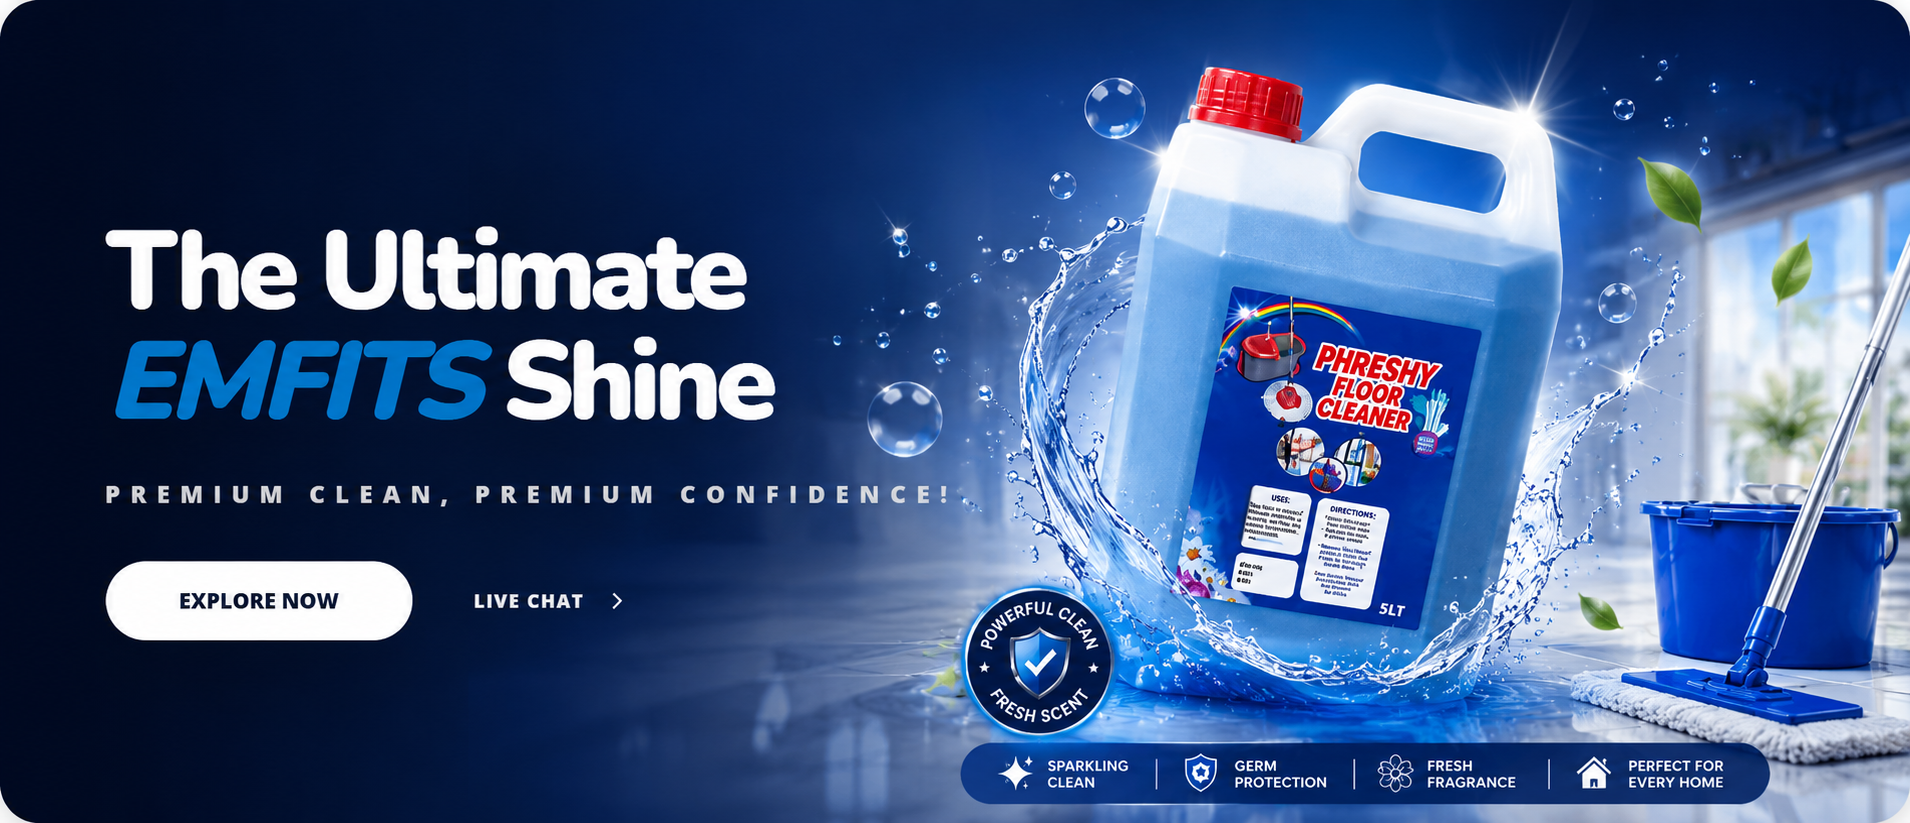 The Ultimate
EMFITS Shine
PREMIUM CLEAN, PREMIUM CONFIDENCE!
EXPLORE NOW
LIVE CHAT
PHRESHY
FLOOR
CLEANER
USES:
DIRECTIONS:
5LT
POWERFUL CLEAN
FRESH SCENT
SPARKLING
CLEAN
GERM
PROTECTION
FRESH
FRAGRANCE
PERFECT FOR
EVERY HOME